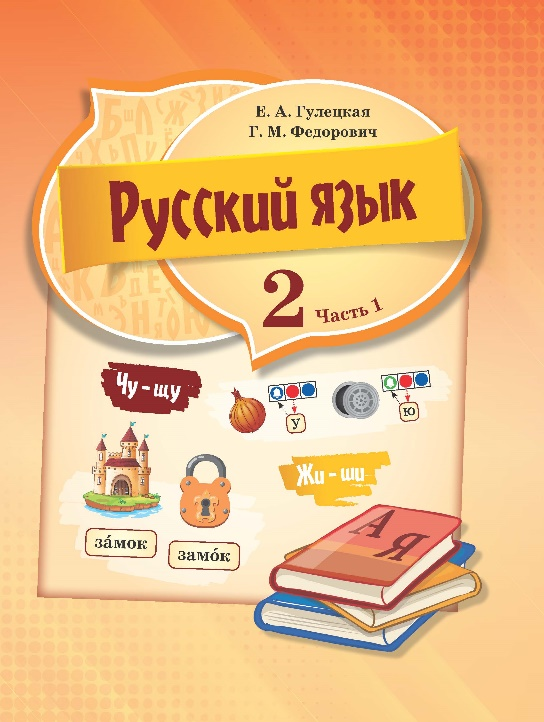 Е. А. Гулецкая
Г. М. Федорович
Русский язык
2 Часть 1
Чу - щу
у
ю
Жи - ши
за́мок
замо́к
А Я